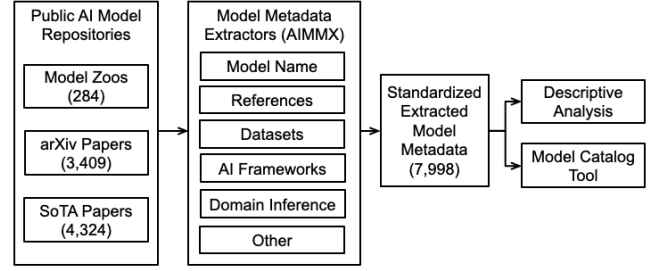 Public AI Model
Repositories
Model Zoos
(284)
arXiv Papers
(3,409)
SoTA Papers
(4,324)
Model Metadata
Extractors (AIMMX)
Model Name
References
Datasets
AI Frameworks
Domain Inference
Other
Standardized
Extracted
Model
Metadata
(7,998)
Descriptive
Analysis
Model Catalog
Tool